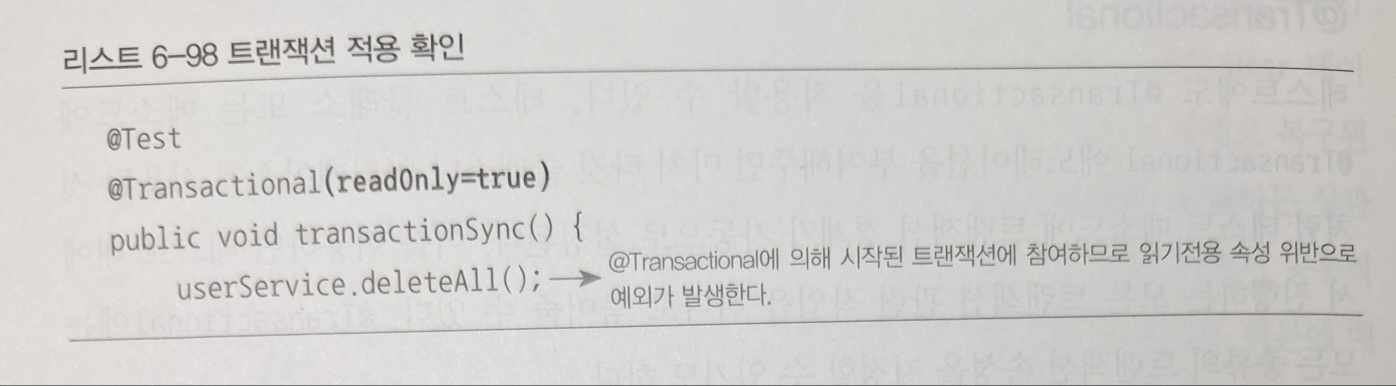 리스트 6-98 트랜잭션 적용 확인
@Test
@Transactional(readOnly=true)
public void transactionSync() {
userService.deleteAll(); → @Transactional에 의해 시작된 트랜잭션에 참여하므로 읽기전용 속성 위반으로
예외가 발생한다.